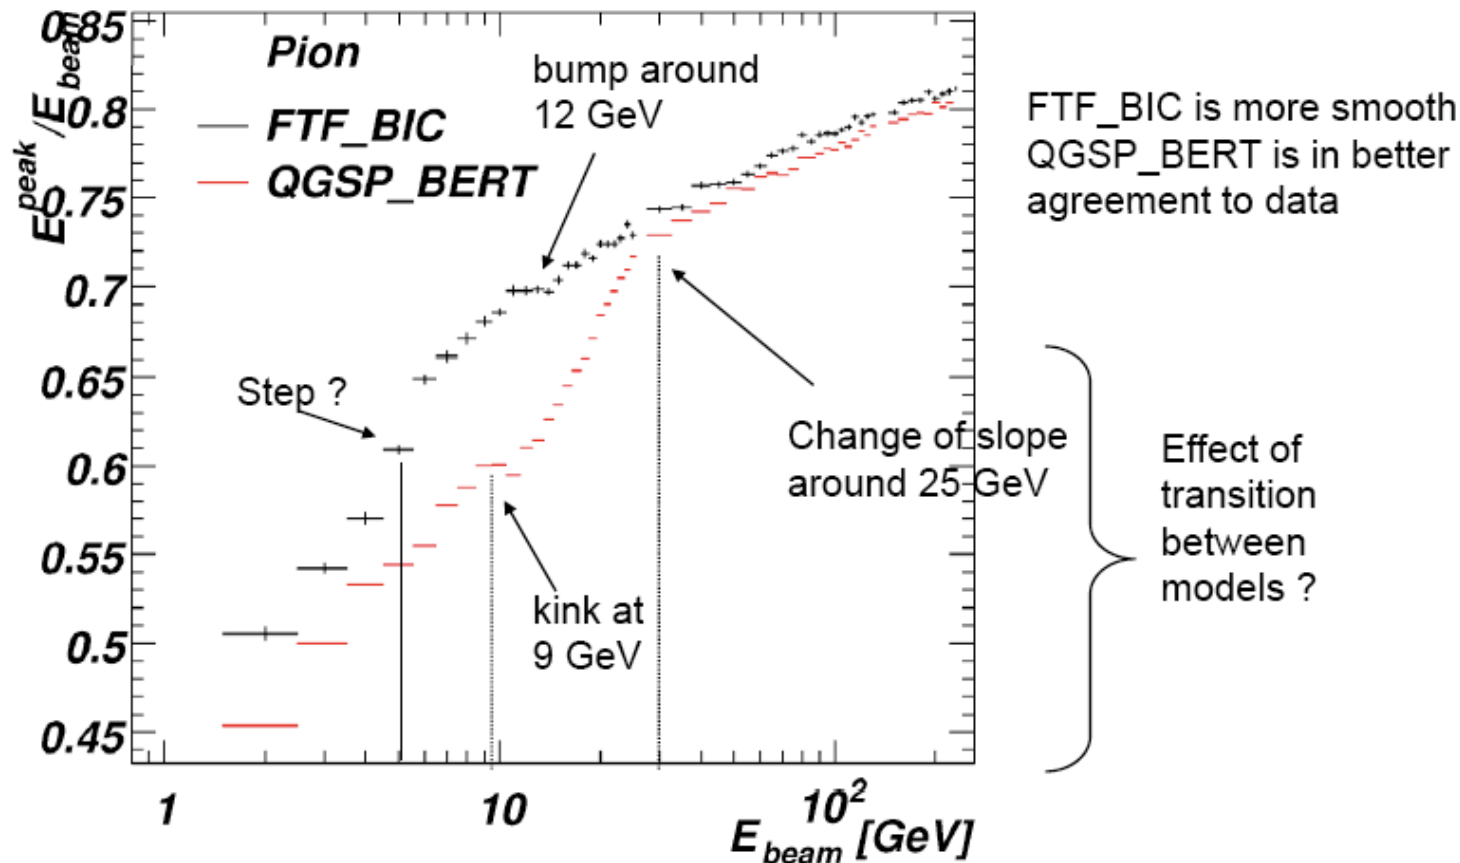 0.85
0.8
0.75
0.7
0.65
0.6
0.55
0.5
0.45
E^peak/E_beam
Pion
FTF_BIC
QGSP_BERT
bump around
12 GeV
Step ?
kink at
9 GeV
Change of slope
around 25 GeV
1
10
10^2
E_beam [GeV]
FTF_BIC is more smooth
QGSP_BERT is in better
agreement to data
Effect of
transition
between
models ?